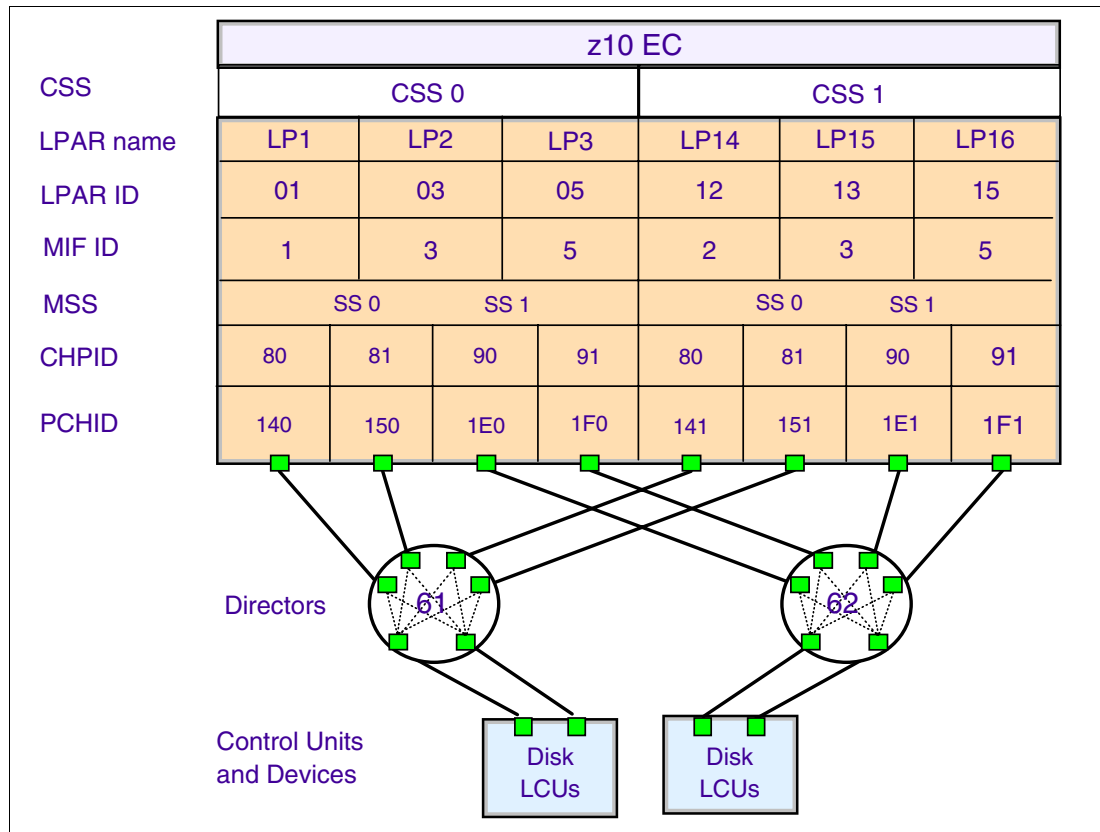 z10 EC
CSS CSS 0 CSS 1
LPAR name LP1 LP2 LP3 LP14 LP15 LP16
LPAR ID 01 03 05 12 13 15
MIF ID 1 3 5 2 3 5
MSS SS 0 SS 1 SS 0 SS 1
CHPID 80 81 90 91 80 81 90 91
PCHID 140 150 1E0 1F0 141 151 1E1 1F1
Directors 61 62
Control Units
and Devices
Disk
LCUs
Disk
LCUs